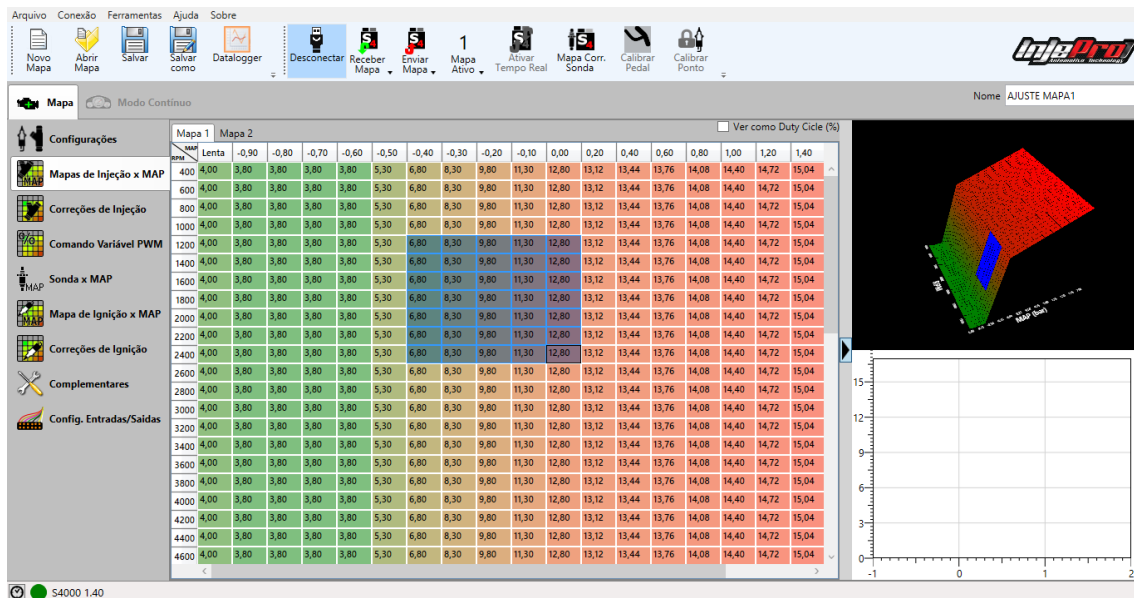 Arquivo Conexão Ferramentas Ajuda Sobre
Novo Mapa Abrir Mapa Salvar Salvar como Datalogger Desconectar Receber Mapa Enviar Mapa 1 Mapa Ativo Ativar Tempo Real Mapa Corr. Sonda Calibrar Pedal Calibrar Ponto
InjePro
Automotive Technology
Mapa Modo Contínuo Nome AJUSTE MAPA1
Configurações
Mapas de Injeção x MAP
Correções de Injeção
Comando Variável PWM
Sonda x MAP
Mapa de Ignição x MAP
Correções de Ignição
Complementares
Config. Entradas/Saidas
Mapa 1 Mapa 2 Ver como Duty Cicle (%)
MAP RPM Lenta -0,90 -0,80 -0,70 -0,60 -0,50 -0,40 -0,30 -0,20 -0,10 0,00 0,20 0,40 0,60 0,80 1,00 1,20 1,40
400 4,00 3,80 3,80 3,80 3,80 5,30 6,80 8,30 9,80 11,30 12,80 13,12 13,44 13,76 14,08 14,40 14,72 15,04
600 4,00 3,80 3,80 3,80 3,80 5,30 6,80 8,30 9,80 11,30 12,80 13,12 13,44 13,76 14,08 14,40 14,72 15,04
800 4,00 3,80 3,80 3,80 3,80 5,30 6,80 8,30 9,80 11,30 12,80 13,12 13,44 13,76 14,08 14,40 14,72 15,04
1000 4,00 3,80 3,80 3,80 3,80 5,30 6,80 8,30 9,80 11,30 12,80 13,12 13,44 13,76 14,08 14,40 14,72 15,04
1200 4,00 3,80 3,80 3,80 3,80 5,30 6,80 8,30 9,80 11,30 12,80 13,12 13,44 13,76 14,08 14,40 14,72 15,04
1400 4,00 3,80 3,80 3,80 3,80 5,30 6,80 8,30 9,80 11,30 12,80 13,12 13,44 13,76 14,08 14,40 14,72 15,04
1600 4,00 3,80 3,80 3,80 3,80 5,30 6,80 8,30 9,80 11,30 12,80 13,12 13,44 13,76 14,08 14,40 14,72 15,04
1800 4,00 3,80 3,80 3,80 3,80 5,30 6,80 8,30 9,80 11,30 12,80 13,12 13,44 13,76 14,08 14,40 14,72 15,04
2000 4,00 3,80 3,80 3,80 3,80 5,30 6,80 8,30 9,80 11,30 12,80 13,12 13,44 13,76 14,08 14,40 14,72 15,04
2200 4,00 3,80 3,80 3,80 3,80 5,30 6,80 8,30 9,80 11,30 12,80 13,12 13,44 13,76 14,08 14,40 14,72 15,04
2400 4,00 3,80 3,80 3,80 3,80 5,30 6,80 8,30 9,80 11,30 12,80 13,12 13,44 13,76 14,08 14,40 14,72 15,04
2600 4,00 3,80 3,80 3,80 3,80 5,30 6,80 8,30 9,80 11,30 12,80 13,12 13,44 13,76 14,08 14,40 14,72 15,04
2800 4,00 3,80 3,80 3,80 3,80 5,30 6,80 8,30 9,80 11,30 12,80 13,12 13,44 13,76 14,08 14,40 14,72 15,04
3000 4,00 3,80 3,80 3,80 3,80 5,30 6,80 8,30 9,80 11,30 12,80 13,12 13,44 13,76 14,08 14,40 14,72 15,04
3200 4,00 3,80 3,80 3,80 3,80 5,30 6,80 8,30 9,80 11,30 12,80 13,12 13,44 13,76 14,08 14,40 14,72 15,04
3400 4,00 3,80 3,80 3,80 3,80 5,30 6,80 8,30 9,80 11,30 12,80 13,12 13,44 13,76 14,08 14,40 14,72 15,04
3600 4,00 3,80 3,80 3,80 3,80 5,30 6,80 8,30 9,80 11,30 12,80 13,12 13,44 13,76 14,08 14,40 14,72 15,04
3800 4,00 3,80 3,80 3,80 3,80 5,30 6,80 8,30 9,80 11,30 12,80 13,12 13,44 13,76 14,08 14,40 14,72 15,04
4000 4,00 3,80 3,80 3,80 3,80 5,30 6,80 8,30 9,80 11,30 12,80 13,12 13,44 13,76 14,08 14,40 14,72 15,04
4200 4,00 3,80 3,80 3,80 3,80 5,30 6,80 8,30 9,80 11,30 12,80 13,12 13,44 13,76 14,08 14,40 14,72 15,04
4400 4,00 3,80 3,80 3,80 3,80 5,30 6,80 8,30 9,80 11,30 12,80 13,12 13,44 13,76 14,08 14,40 14,72 15,04
4600 4,00 3,80 3,80 3,80 3,80 5,30 6,80 8,30 9,80 11,30 12,80 13,12 13,44 13,76 14,08 14,40 14,72 15,04
MAP (bar)
15
12
9
6
3
0
-1 0 1 2
S4000 1.40